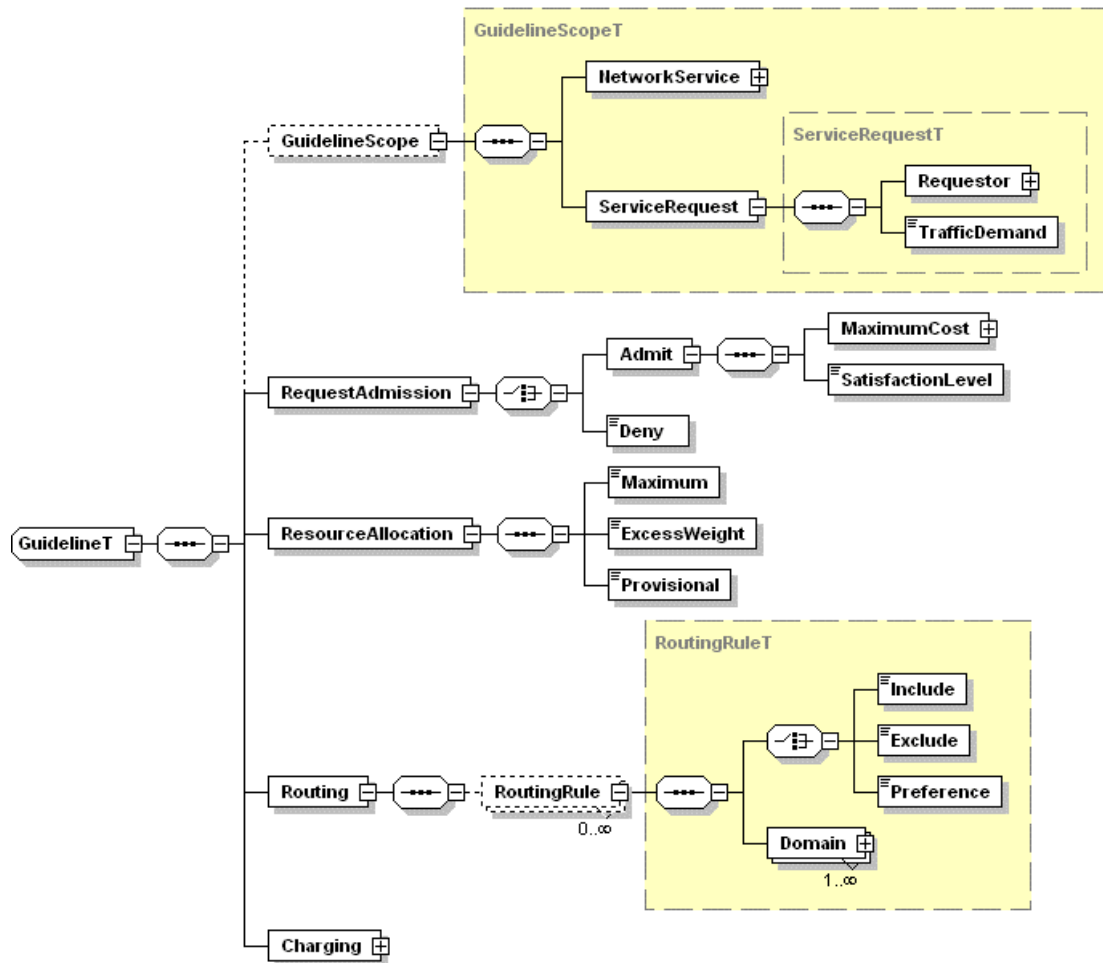 GuidelineScopeT
NetworkService
ServiceRequestT
GuidelineScope
Requestor
ServiceRequest
TrafficDemand
MaximumCost
Admit
SatisfactionLevel
RequestAdmission
Deny
Maximum
ResourceAllocation
ExcessWeight
GuidelineT
Provisional
RoutingRuleT
Include
Exclude
Routing
RoutingRule
Preference
0..∞
Domain
1..∞
Charging